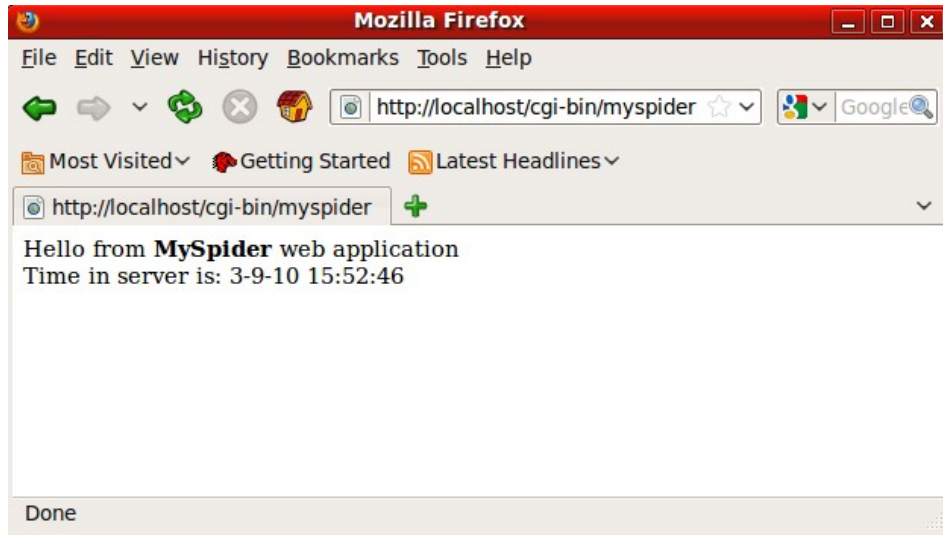 Mozilla Firefox
File Edit View History Bookmarks Tools Help
http://localhost/cgi-bin/myspider Google
Most Visited Getting Started Latest Headlines
http://localhost/cgi-bin/myspider
Hello from MySpider web application
Time in server is: 3-9-10 15:52:46
Done